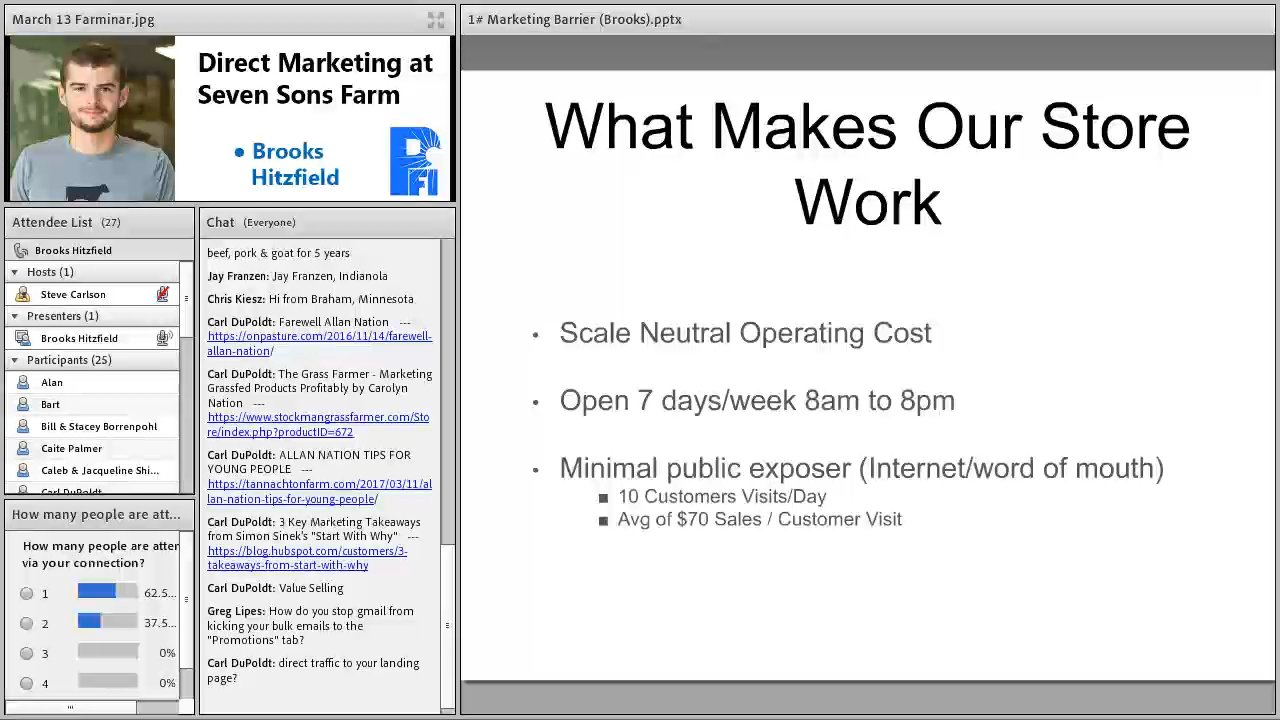 March 13 Farminar.jpg
Direct Marketing at
Seven Sons Farm
• Brooks
Hitzfield
PFI
Attendee List (27)
Brooks Hitzfield
Hosts (1)
Steve Carlson
Presenters (1)
Brooks Hitzfield
Participants (25)
Alan
Bart
Bill & Stacey Borrenpohl
Caite Palmer
Caleb & Jacqueline Shi...
Carl DuPoldt
How many people are att...
How many people are atter
via your connection?
1 62.5...
2 37.5...
3 0%
4 0%
Chat (Everyone)
beef, pork & goat for 5 years
Jay Franzen: Jay Franzen, Indianola
Chris Kiesz: Hi from Braham, Minnesota
Carl DuPoldt: Farewell Allan Nation ---
https://onpasture.com/2016/11/14/farewell-
allan-nation/
Carl DuPoldt: The Grass Farmer - Marketing
Grassfed Products Profitably by Carolyn
Nation ---
https://www.stockmangrassfarmer.com/Sto
re/index.php?productID=672
Carl DuPoldt: ALLAN NATION TIPS FOR
YOUNG PEOPLE ---
https://tannachtonfarm.com/2017/03/11/al
lan-nation-tips-for-young-people/
Carl DuPoldt: 3 Key Marketing Takeaways
from Simon Sinek's "Start With Why" ---
https://blog.hubspot.com/customers/3-
takeaways-from-start-with-why
Carl DuPoldt: Value Selling
Greg Lipes: How do you stop gmail from
kicking your bulk emails to the
"Promotions" tab?
Carl DuPoldt: direct traffic to your landing
page?
1# Marketing Barrier (Brooks).pptx
What Makes Our Store
Work
• Scale Neutral Operating Cost
• Open 7 days/week 8am to 8pm
• Minimal public exposer (Internet/word of mouth)
■ 10 Customers Visits/Day
■ Avg of $70 Sales / Customer Visit